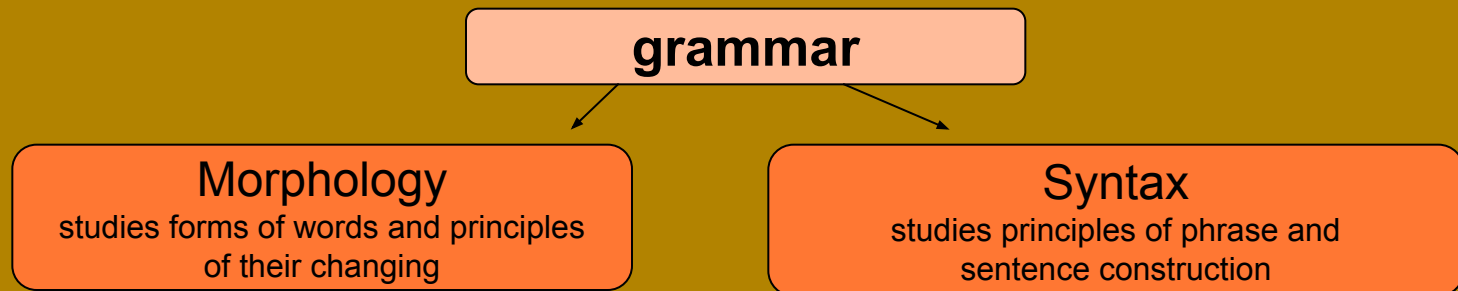 grammar
Morphology
studies forms of words and principles
of their changing
Syntax
studies principles of phrase and
sentence construction